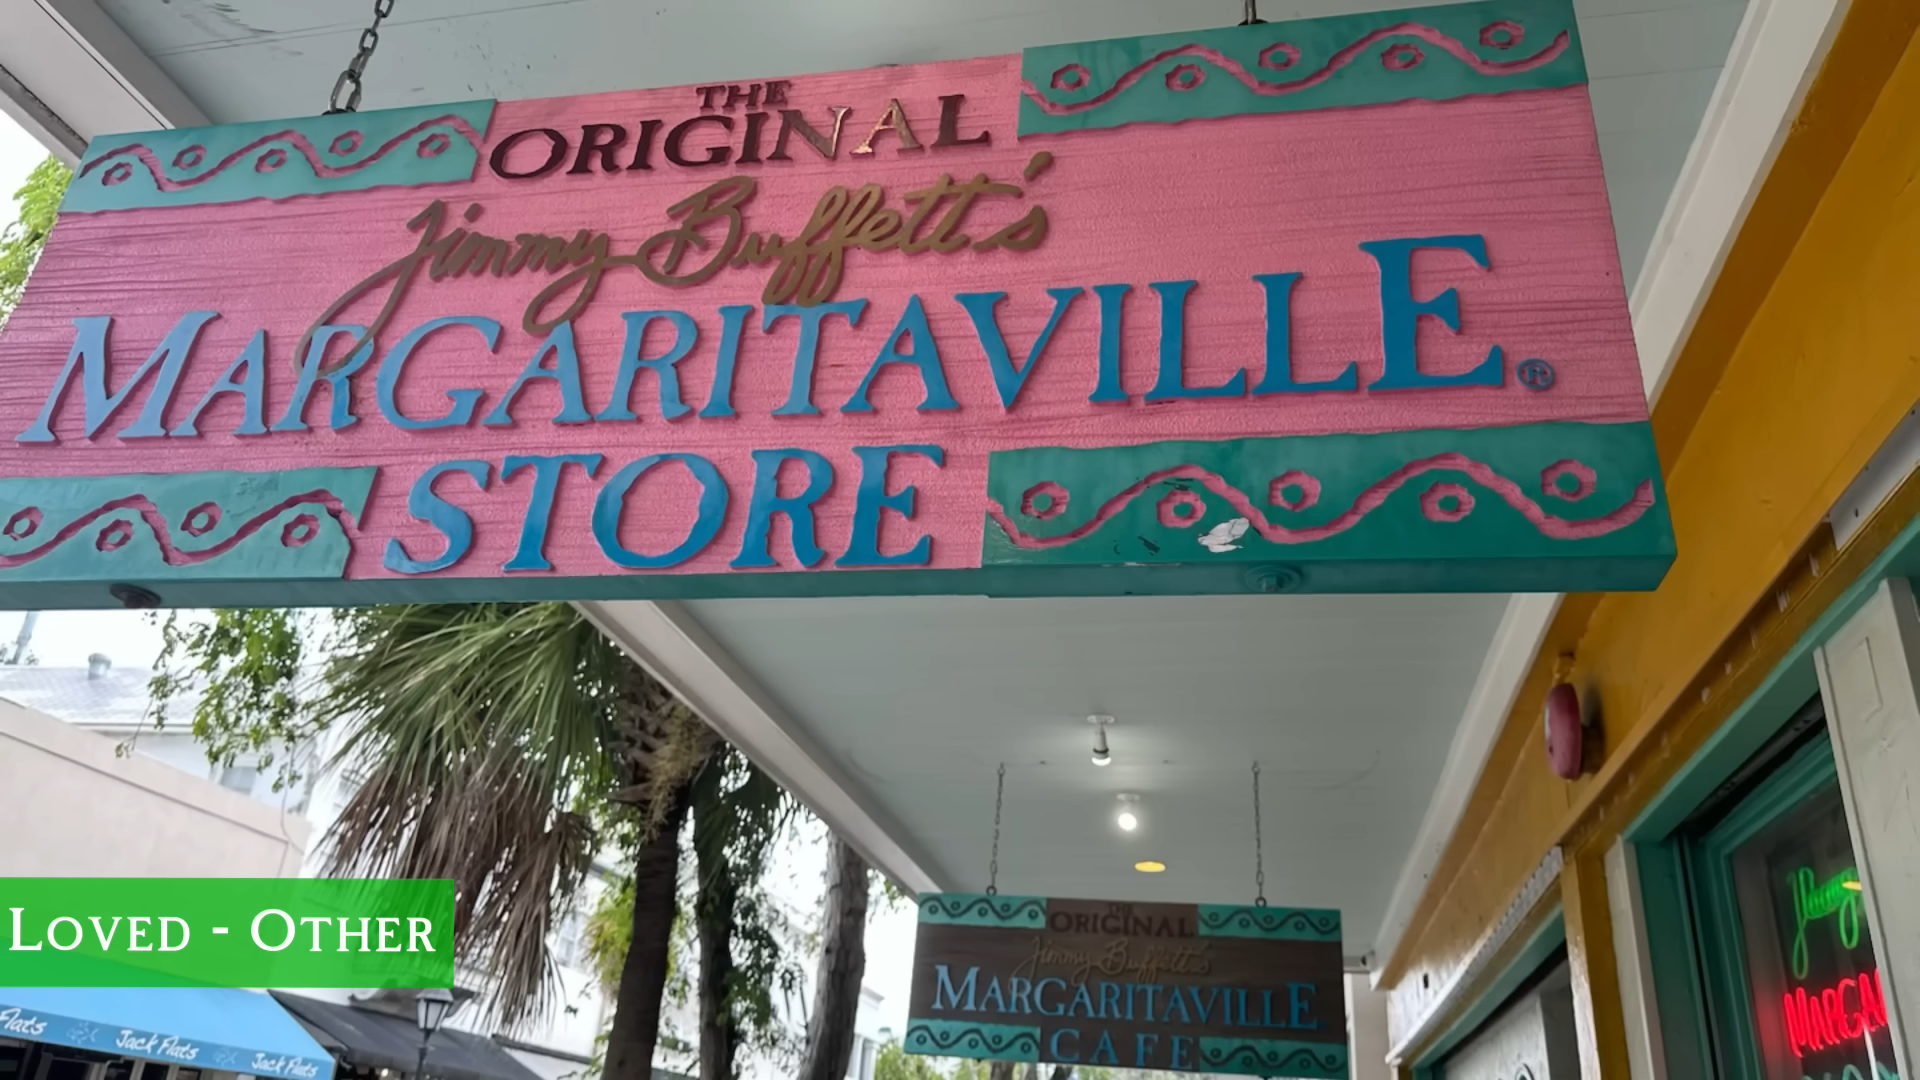 THE
ORIGINAL
Jimmy Buffett's
MARGARITAVILLE®
STORE
THE
ORIGINAL
Jimmy Buffett's
MARGARITAVILLE
CAFE
LOVED - OTHER
Flats
Jack Flats
Jack Flats